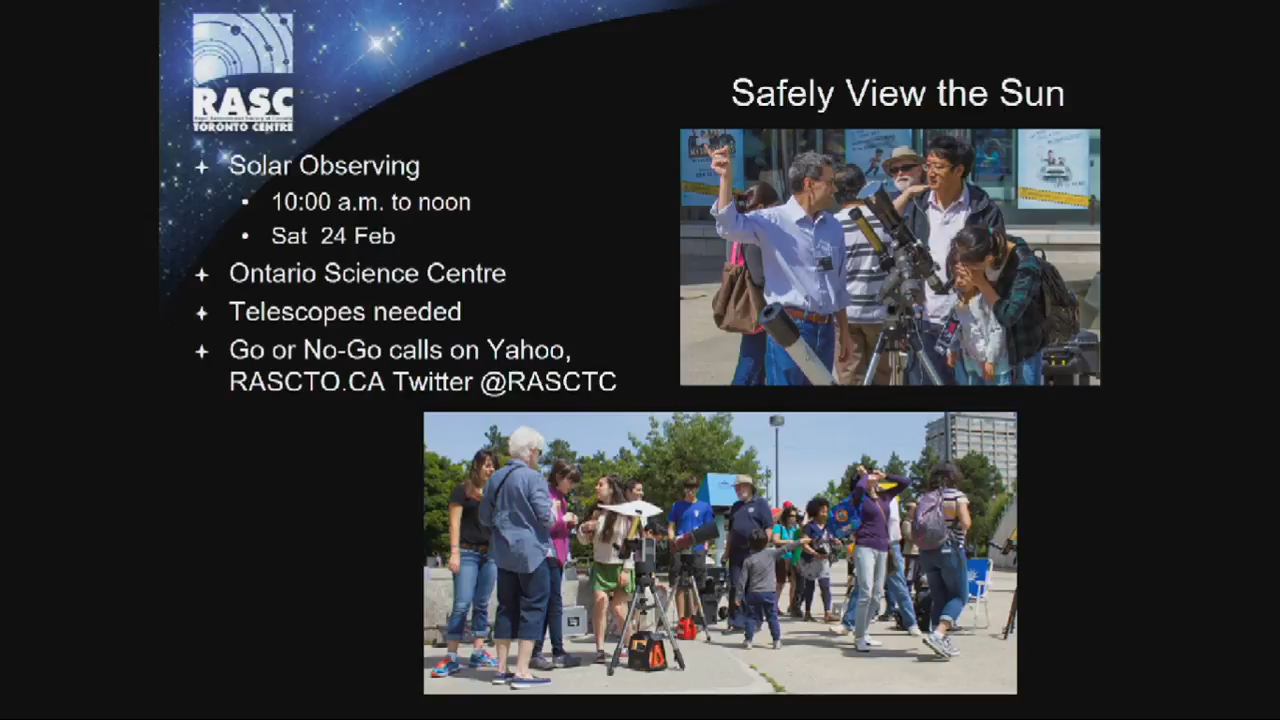 RASC
TORONTO CENTRE
Safely View the Sun
Solar Observing
10:00 a.m. to noon
Sat 24 Feb
Ontario Science Centre
Telescopes needed
Go or No-Go calls on Yahoo,
RASCTO.CA Twitter @RASCTC